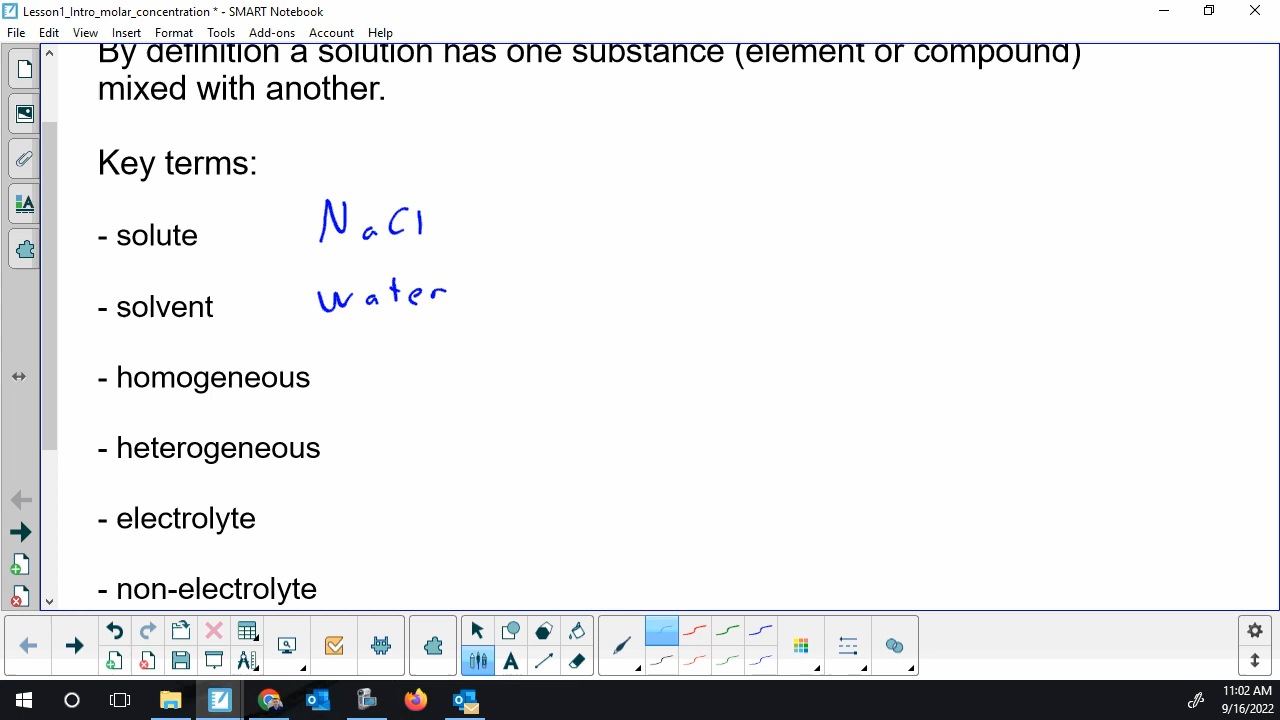 Lesson1_Intro_molar_concentration * - SMART Notebook
File Edit View Insert Format Tools Add-ons Account Help
By definition a solution has one substance (element or compound)
mixed with another.
Key terms:
- solute NaCl
- solvent water
- homogeneous
- heterogeneous
- electrolyte
- non-electrolyte
11:02 AM
9/16/2022